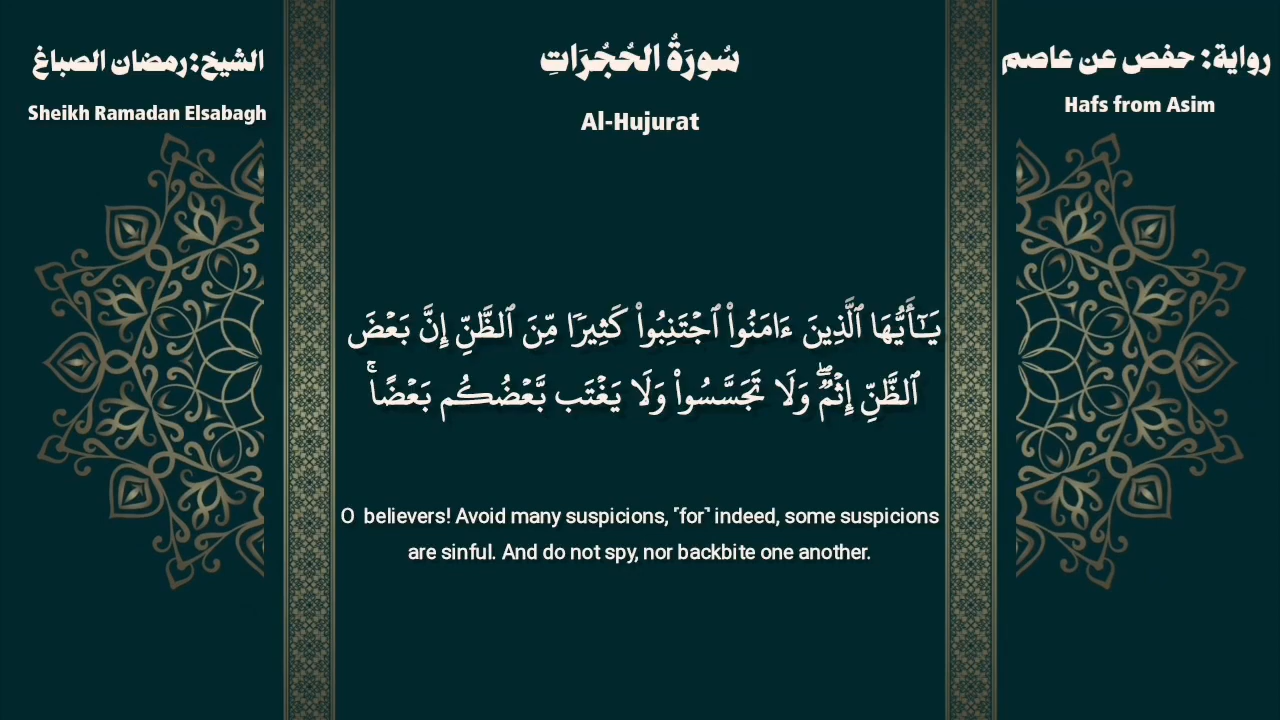 الشيخ:رمضان الصباغ
Sheikh Ramadan Elsabagh
سُورَةُ الحُجُرَاتِ
Al-Hujurat
رواية: حفص عن عاصم
Hafs from Asim
يَـٰٓأَيُّهَا ٱلَّذِينَ ءَامَنُوا۟ ٱجْتَنِبُوا۟ كَثِيرًا مِّنَ ٱلظَّنِّ إِنَّ بَعْضَ
ٱلظَّنِّ إِثْمٌ ۖ وَلَا تَجَسَّسُوا۟ وَلَا يَغْتَب بَّعْضُكُم بَعْضًا ۚ
O believers! Avoid many suspicions, ˹for˺ indeed, some suspicions
are sinful. And do not spy, nor backbite one another.